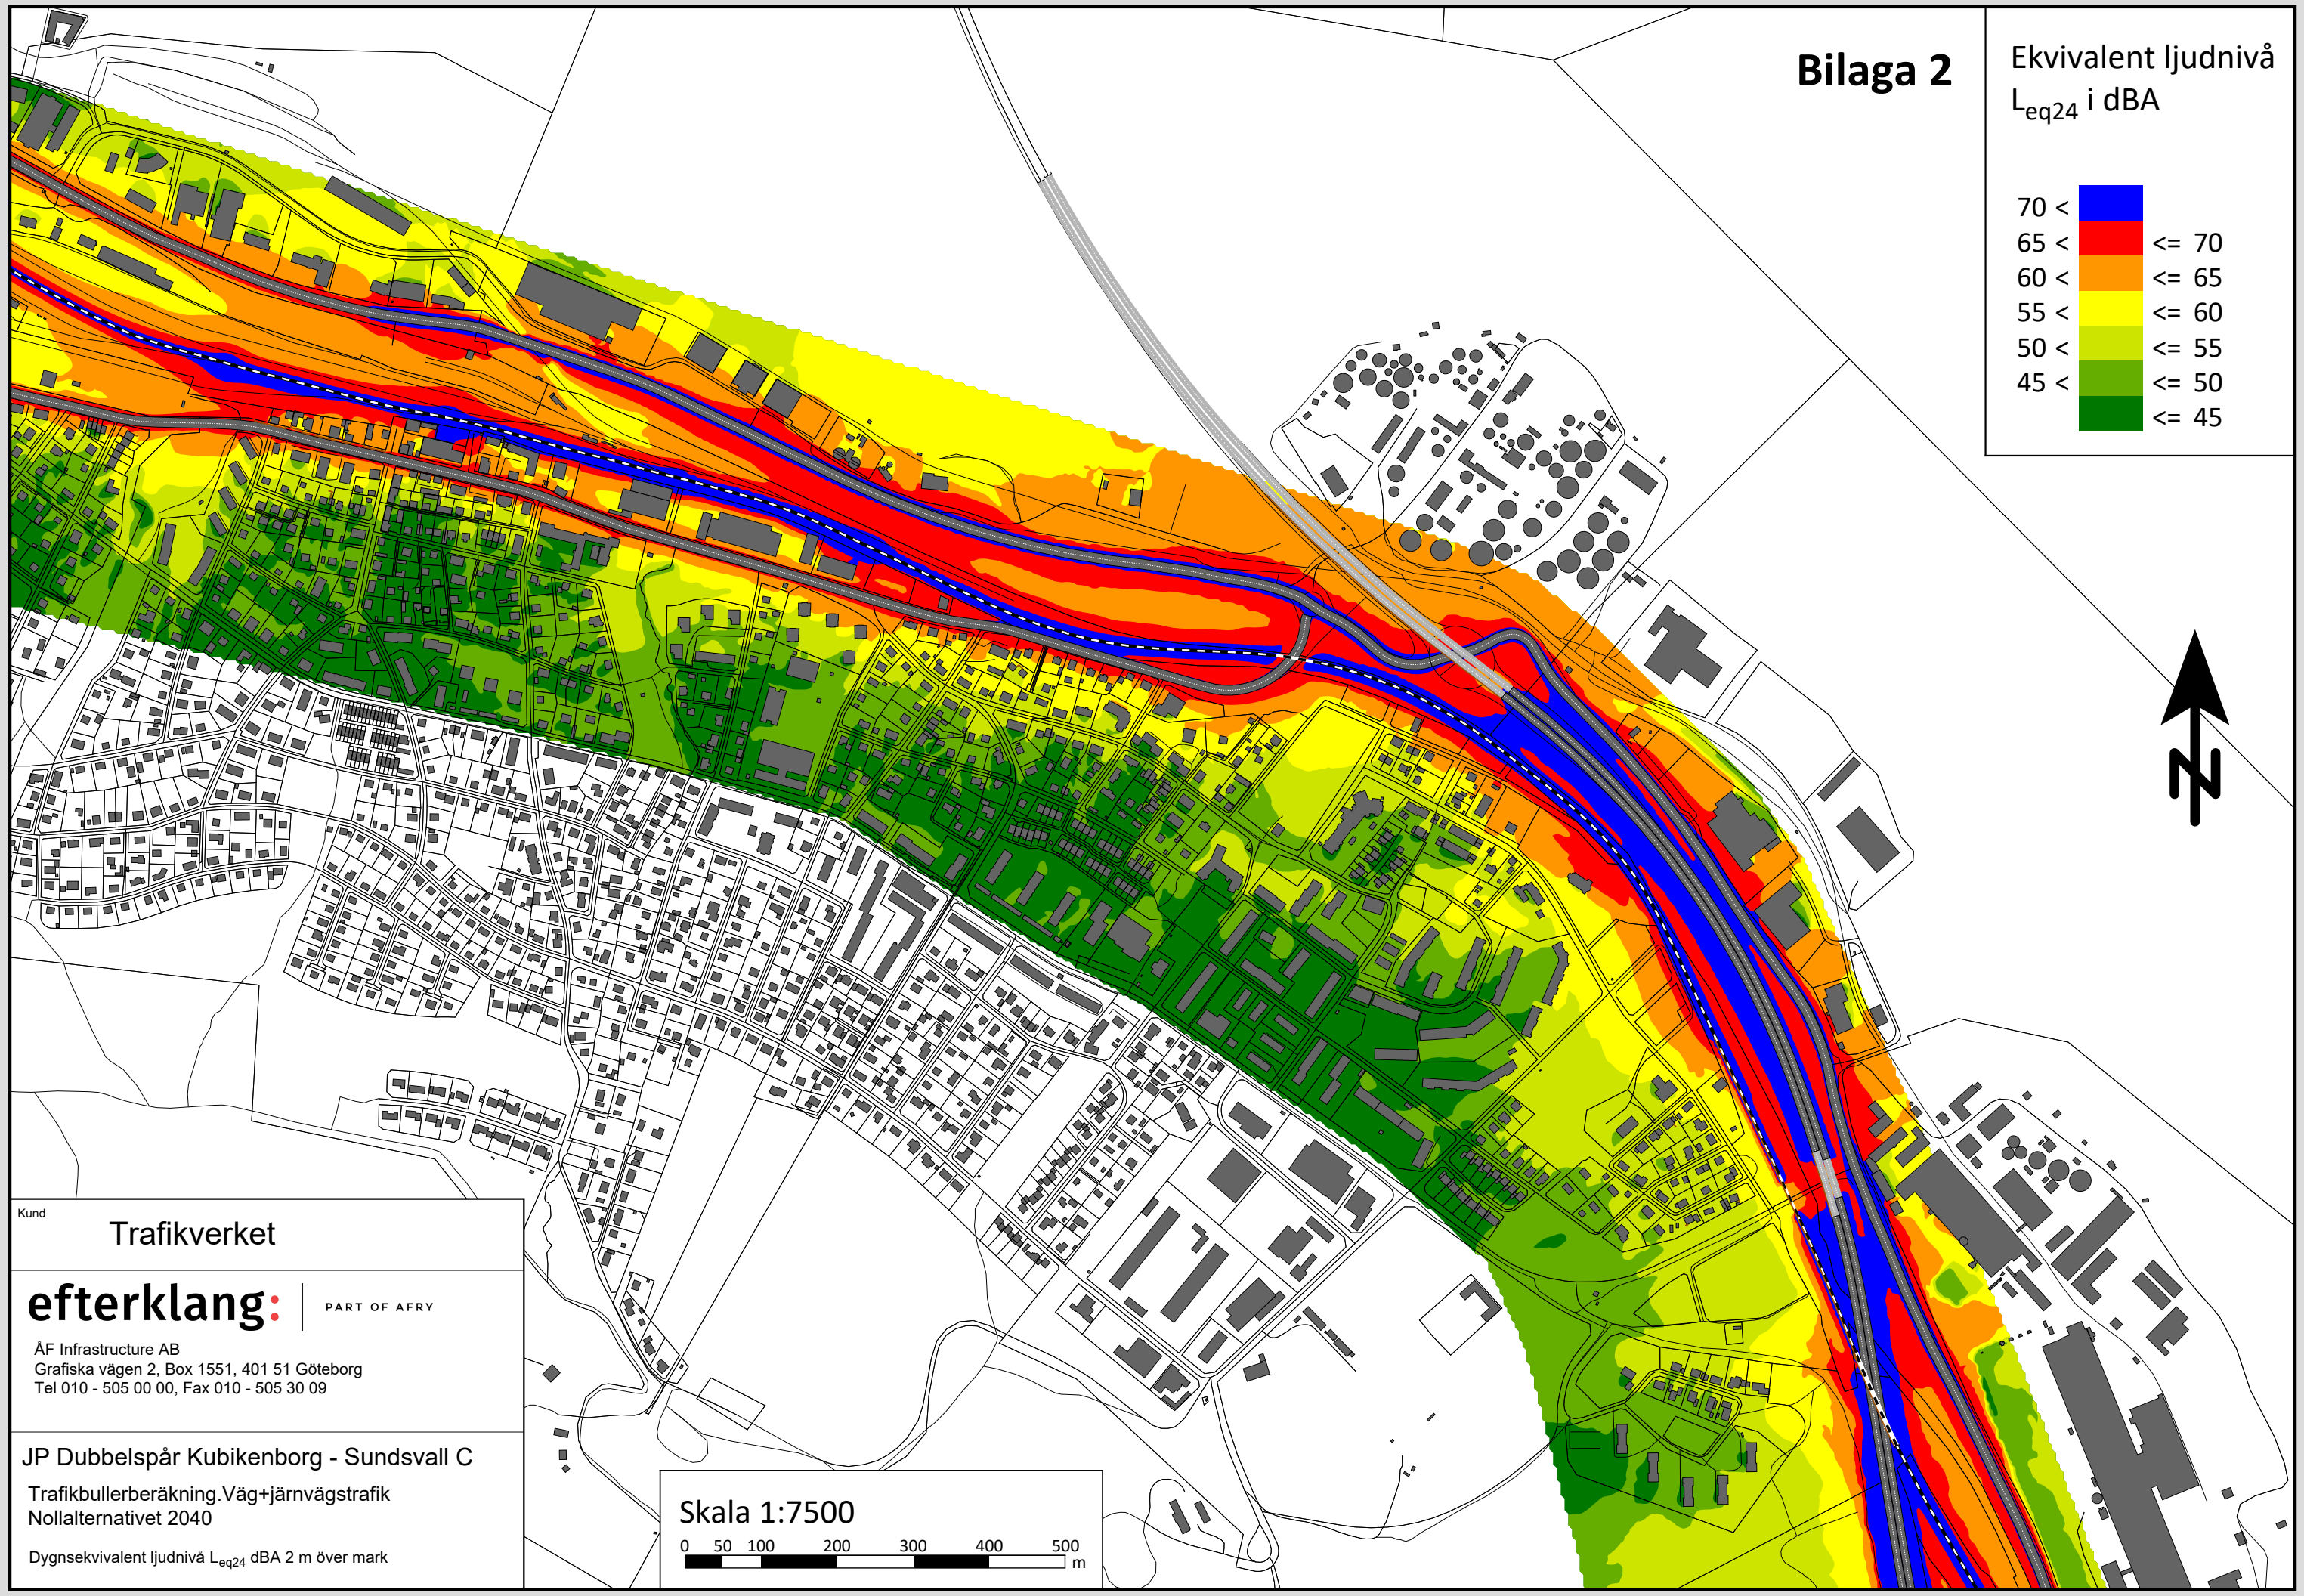 Bilaga 2
Ekvivalent ljudnivå
Leq24 i dBA
70 <
65 < <= 70
60 < <= 65
55 < <= 60
50 < <= 55
45 < <= 50
<= 45
N
Kund
Trafikverket
efterklang: PART OF AFRY
ÅF Infrastructure AB
Grafiska vägen 2, Box 1551, 401 51 Göteborg
Tel 010 - 505 00 00, Fax 010 - 505 30 09
JP Dubbelspår Kubikenborg - Sundsvall C
Trafikbullerberäkning.Väg+järnvägstrafik
Nollalternativet 2040
Dygnsekvivalent ljudnivå Leq24 dBA 2 m över mark
Skala 1:7500
0 50 100 200 300 400 500
m